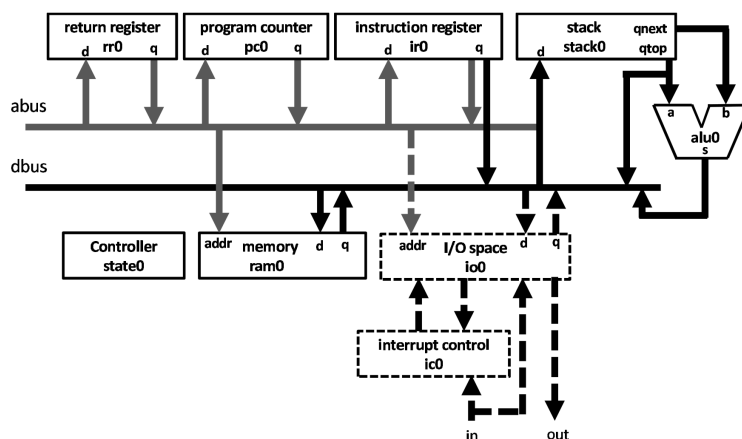 return register
d rr0 q
program counter
d pc0 q
instruction register
d ir0 q
stack qnext
d stack0 qtop
abus
a b
alu0
s
dbus
Controller
state0
addr memory d q
ram0
addr I/O space d q
io0
interrupt control
ic0
in out